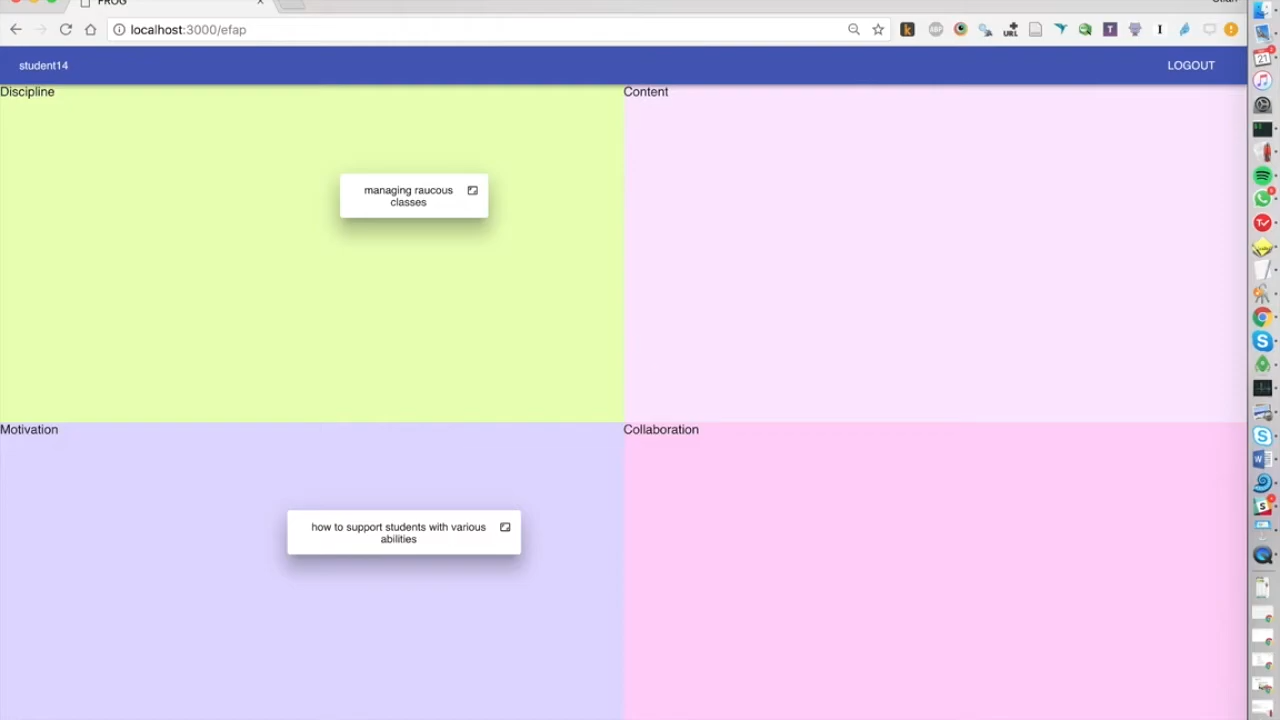 FROG
localhost:3000/efap
student14
LOGOUT
Discipline
Content
managing raucous
classes
Motivation
Collaboration
how to support students with various
abilities